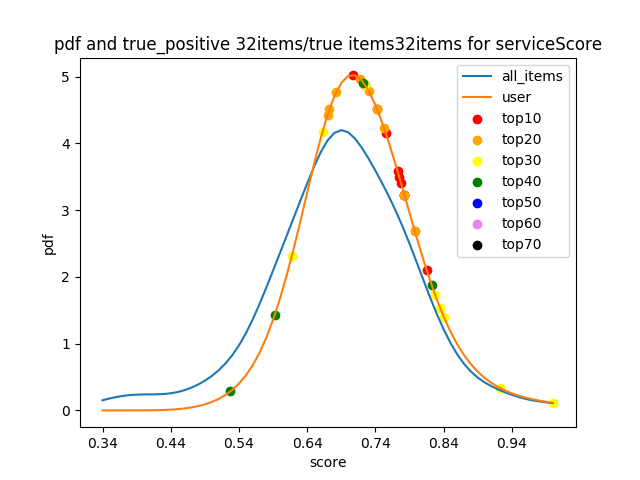 pdf and true_positive 32items/true items32items for serviceScore
all_items
user
top10
top20
top30
top40
top50
top60
top70
pdf
5
4
3
2
1
0
0.34 0.44 0.54 0.64 0.74 0.84 0.94
score